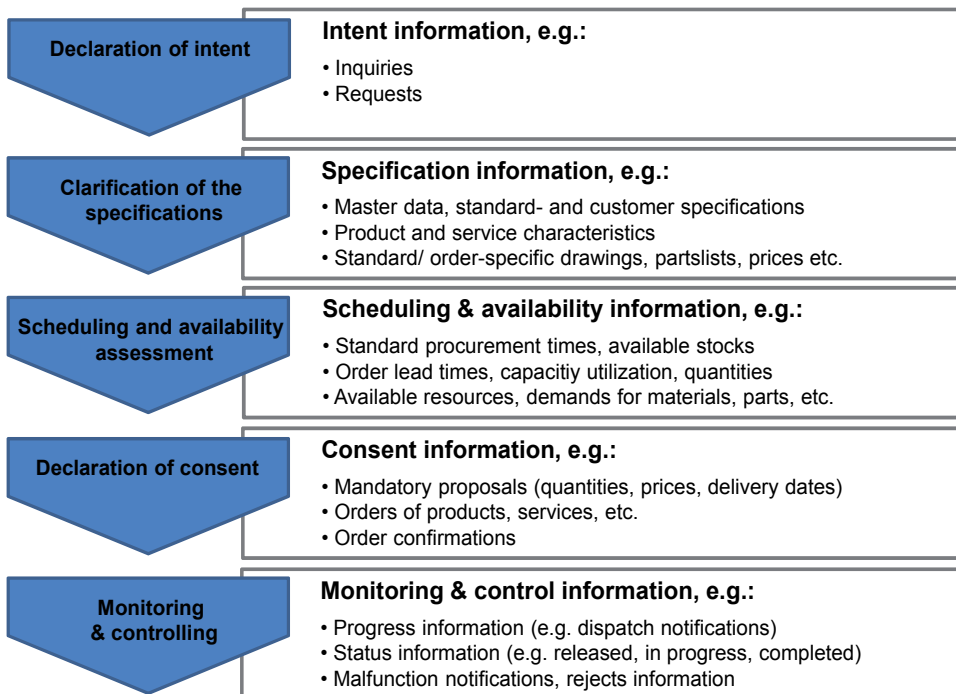 Declaration of intent
Intent information, e.g.:
• Inquiries
• Requests
Clarification of the
specifications
Specification information, e.g.:
• Master data, standard- and customer specifications
• Product and service characteristics
• Standard/ order-specific drawings, partslists, prices etc.
Scheduling and availability
assessment
Scheduling & availability information, e.g.:
• Standard procurement times, available stocks
• Order lead times, capacitiy utilization, quantities
• Available resources, demands for materials, parts, etc.
Declaration of consent
Consent information, e.g.:
• Mandatory proposals (quantities, prices, delivery dates)
• Orders of products, services, etc.
• Order confirmations
Monitoring
& controlling
Monitoring & control information, e.g.:
• Progress information (e.g. dispatch notifications)
• Status information (e.g. released, in progress, completed)
• Malfunction notifications, rejects information